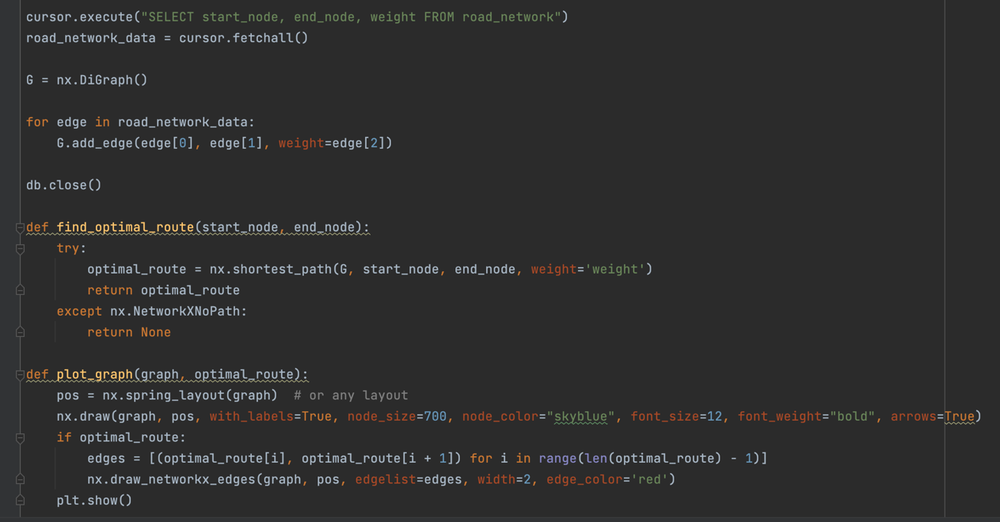 cursor.execute("SELECT start_node, end_node, weight FROM road_network")
road_network_data = cursor.fetchall()
G = nx.DiGraph()
for edge in road_network_data:
G.add_edge(edge[0], edge[1], weight=edge[2])
db.close()
def find_optimal_route(start_node, end_node):
try:
optimal_route = nx.shortest_path(G, start_node, end_node, weight='weight')
return optimal_route
except nx.NetworkXNoPath:
return None
def plot_graph(graph, optimal_route):
pos = nx.spring_layout(graph)  # or any layout
nx.draw(graph, pos, with_labels=True, node_size=700, node_color="skyblue", font_size=12, font_weight="bold", arrows=True)
if optimal_route:
edges = [(optimal_route[i], optimal_route[i + 1]) for i in range(len(optimal_route) - 1)]
nx.draw_networkx_edges(graph, pos, edgelist=edges, width=2, edge_color='red')
plt.show()